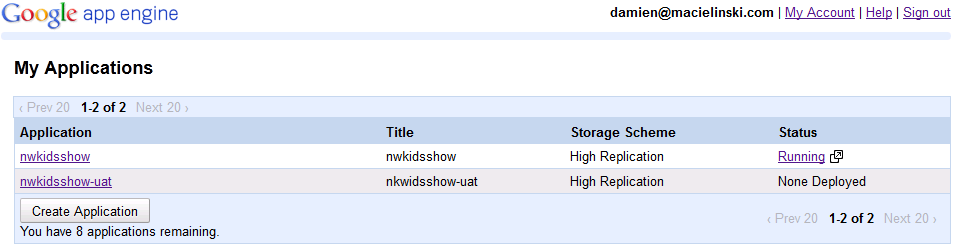 Google app engine
damien@macielinski.com | My Account | Help | Sign out
My Applications
‹ Prev 20 1-2 of 2 Next 20 ›
Application Title Storage Scheme Status
nwkidsshow nwkidsshow High Replication Running
nwkidsshow-uat nkwidsshow-uat High Replication None Deployed
Create Application
‹ Prev 20 1-2 of 2 Next 20 ›
You have 8 applications remaining.